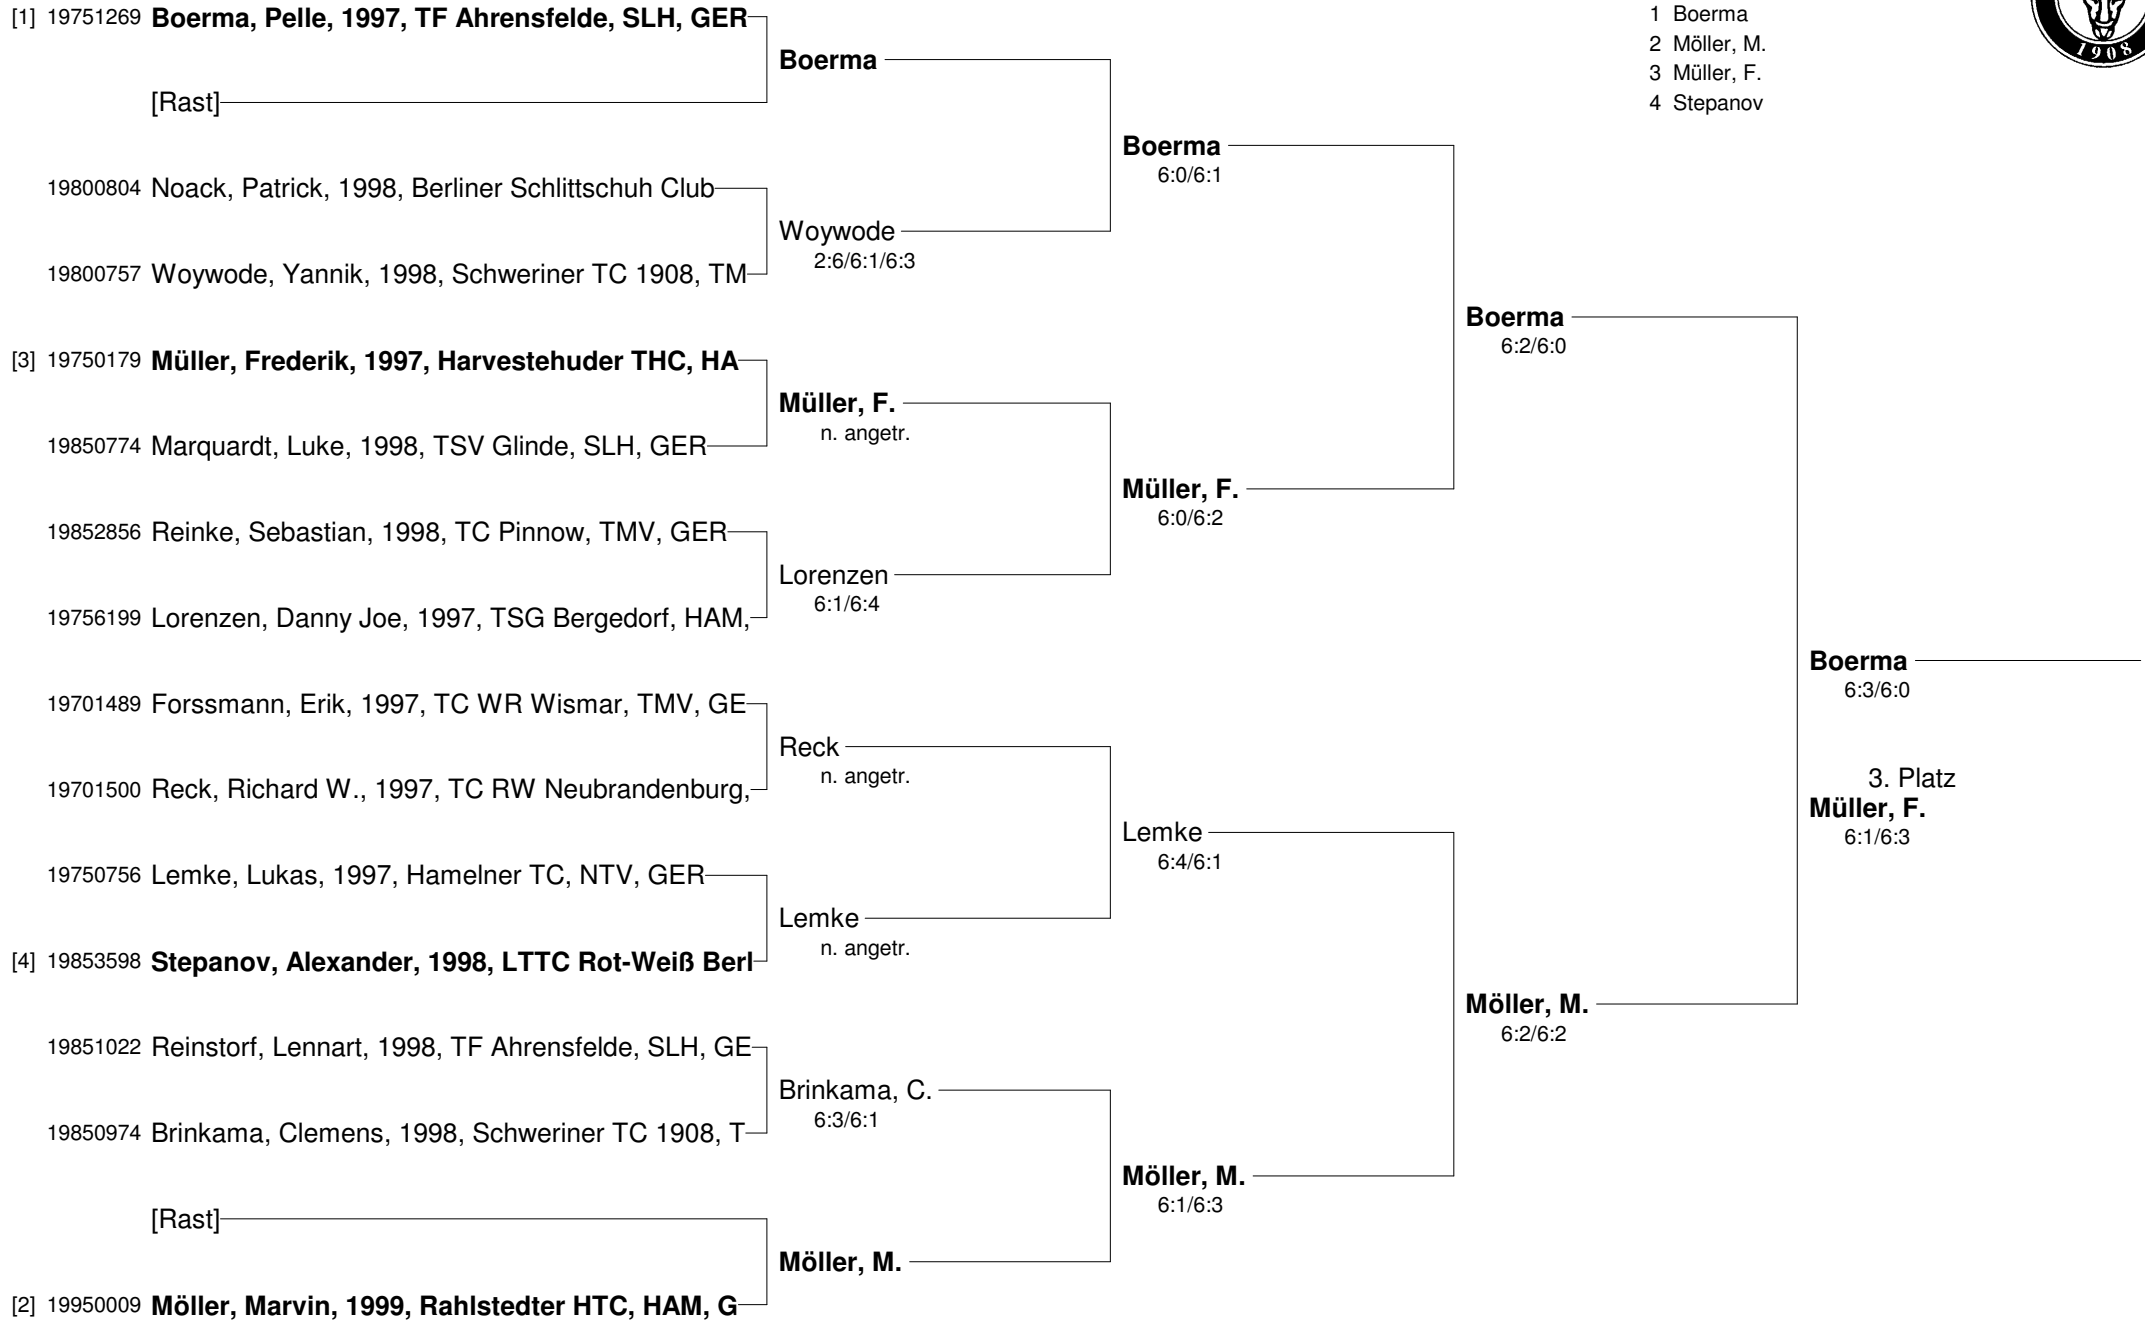 [1] 19751269 Boerma, Pelle, 1997, TF Ahrensfelde, SLH, GER
[Rast]
19800804 Noack, Patrick, 1998, Berliner Schlittschuh Club
19800757 Woywode, Yannik, 1998, Schweriner TC 1908, TM
[3] 19750179 Müller, Frederik, 1997, Harvestehuder THC, HA
19850774 Marquardt, Luke, 1998, TSV Glinde, SLH, GER
19852856 Reinke, Sebastian, 1998, TC Pinnow, TMV, GER
19756199 Lorenzen, Danny Joe, 1997, TSG Bergedorf, HAM,
19701489 Forssmann, Erik, 1997, TC WR Wismar, TMV, GE
19701500 Reck, Richard W., 1997, TC RW Neubrandenburg,
19750756 Lemke, Lukas, 1997, Hamelner TC, NTV, GER
[4] 19853598 Stepanov, Alexander, 1998, LTTC Rot-Weiß Berl
19851022 Reinstorf, Lennart, 1998, TF Ahrensfelde, SLH, GE
19850974 Brinkama, Clemens, 1998, Schweriner TC 1908, T
[Rast]
[2] 19950009 Möller, Marvin, 1999, Rahlstedter HTC, HAM, G
Boerma
Woywode
2:6/6:1/6:3
Müller, F.
n. angetr.
Lorenzen
6:1/6:4
Reck
n. angetr.
Lemke
n. angetr.
Brinkama, C.
6:3/6:1
Möller, M.
Boerma
6:0/6:1
Müller, F.
6:0/6:2
Lemke
6:4/6:1
Möller, M.
6:1/6:3
Boerma
6:2/6:0
Möller, M.
6:2/6:2
Boerma
6:3/6:0
3. Platz
Müller, F.
6:1/6:3
1 Boerma
2 Möller, M.
3 Müller, F.
4 Stepanov
1908